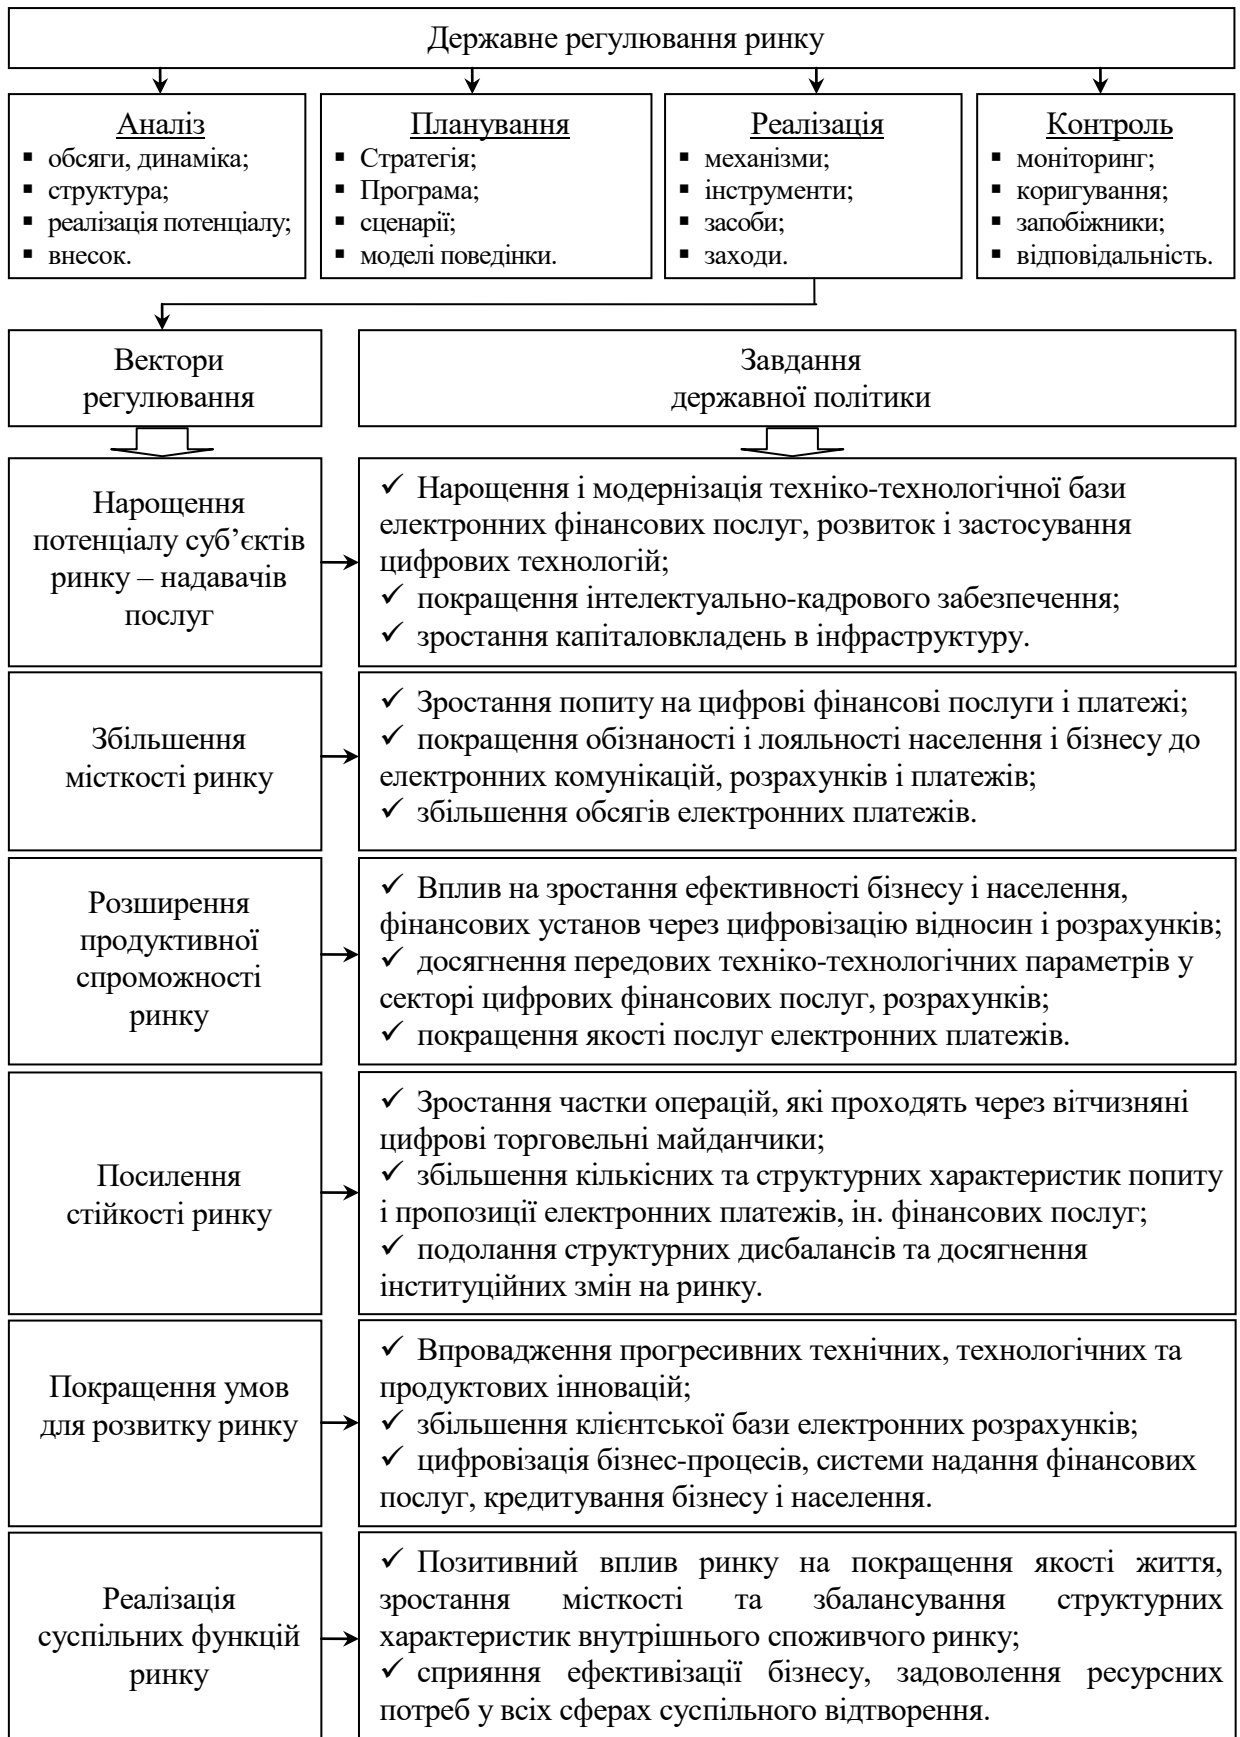 Державне регулювання ринку
Аналіз
▪ обсяги, динаміка;
▪ структура;
▪ реалізація потенціалу;
▪ внесок.
Планування
▪ Стратегія;
▪ Програма;
▪ сценарії;
▪ моделі поведінки.
Реалізація
▪ механізми;
▪ інструменти;
▪ засоби;
▪ заходи.
Контроль
▪ моніторинг;
▪ коригування;
▪ запобіжники;
▪ відповідальність.
Вектори
регулювання
Завдання
державної політики
Нарощення
потенціалу суб’єктів
ринку – надавачів
послуг
✓ Нарощення і модернізація техніко-технологічної бази
електронних фінансових послуг, розвиток і застосування
цифрових технологій;
✓ покращення інтелектуально-кадрового забезпечення;
✓ зростання капіталовкладень в інфраструктуру.
Збільшення
місткості ринку
✓ Зростання попиту на цифрові фінансові послуги і платежі;
✓ покращення обізнаності і лояльності населення і бізнесу до
електронних комунікацій, розрахунків і платежів;
✓ збільшення обсягів електронних платежів.
Розширення
продуктивної
спроможності
ринку
✓ Вплив на зростання ефективності бізнесу і населення,
фінансових установ через цифровізацію відносин і розрахунків;
✓ досягнення передових техніко-технологічних параметрів у
секторі цифрових фінансових послуг, розрахунків;
✓ покращення якості послуг електронних платежів.
Посилення
стійкості ринку
✓ Зростання частки операцій, які проходять через вітчизняні
цифрові торговельні майданчики;
✓ збільшення кількісних та структурних характеристик попиту
і пропозиції електронних платежів, ін. фінансових послуг;
✓ подолання структурних дисбалансів та досягнення
інституційних змін на ринку.
Покращення умов
для розвитку ринку
✓ Впровадження прогресивних технічних, технологічних та
продуктових інновацій;
✓ збільшення клієнтської бази електронних розрахунків;
✓ цифровізація бізнес-процесів, системи надання фінансових
послуг, кредитування бізнесу і населення.
Реалізація
суспільних функцій
ринку
✓ Позитивний вплив ринку на покращення якості життя,
зростання місткості та збалансування структурних
характеристик внутрішнього споживчого ринку;
✓ сприяння ефективізації бізнесу, задоволення ресурсних
потреб у всіх сферах суспільного відтворення.